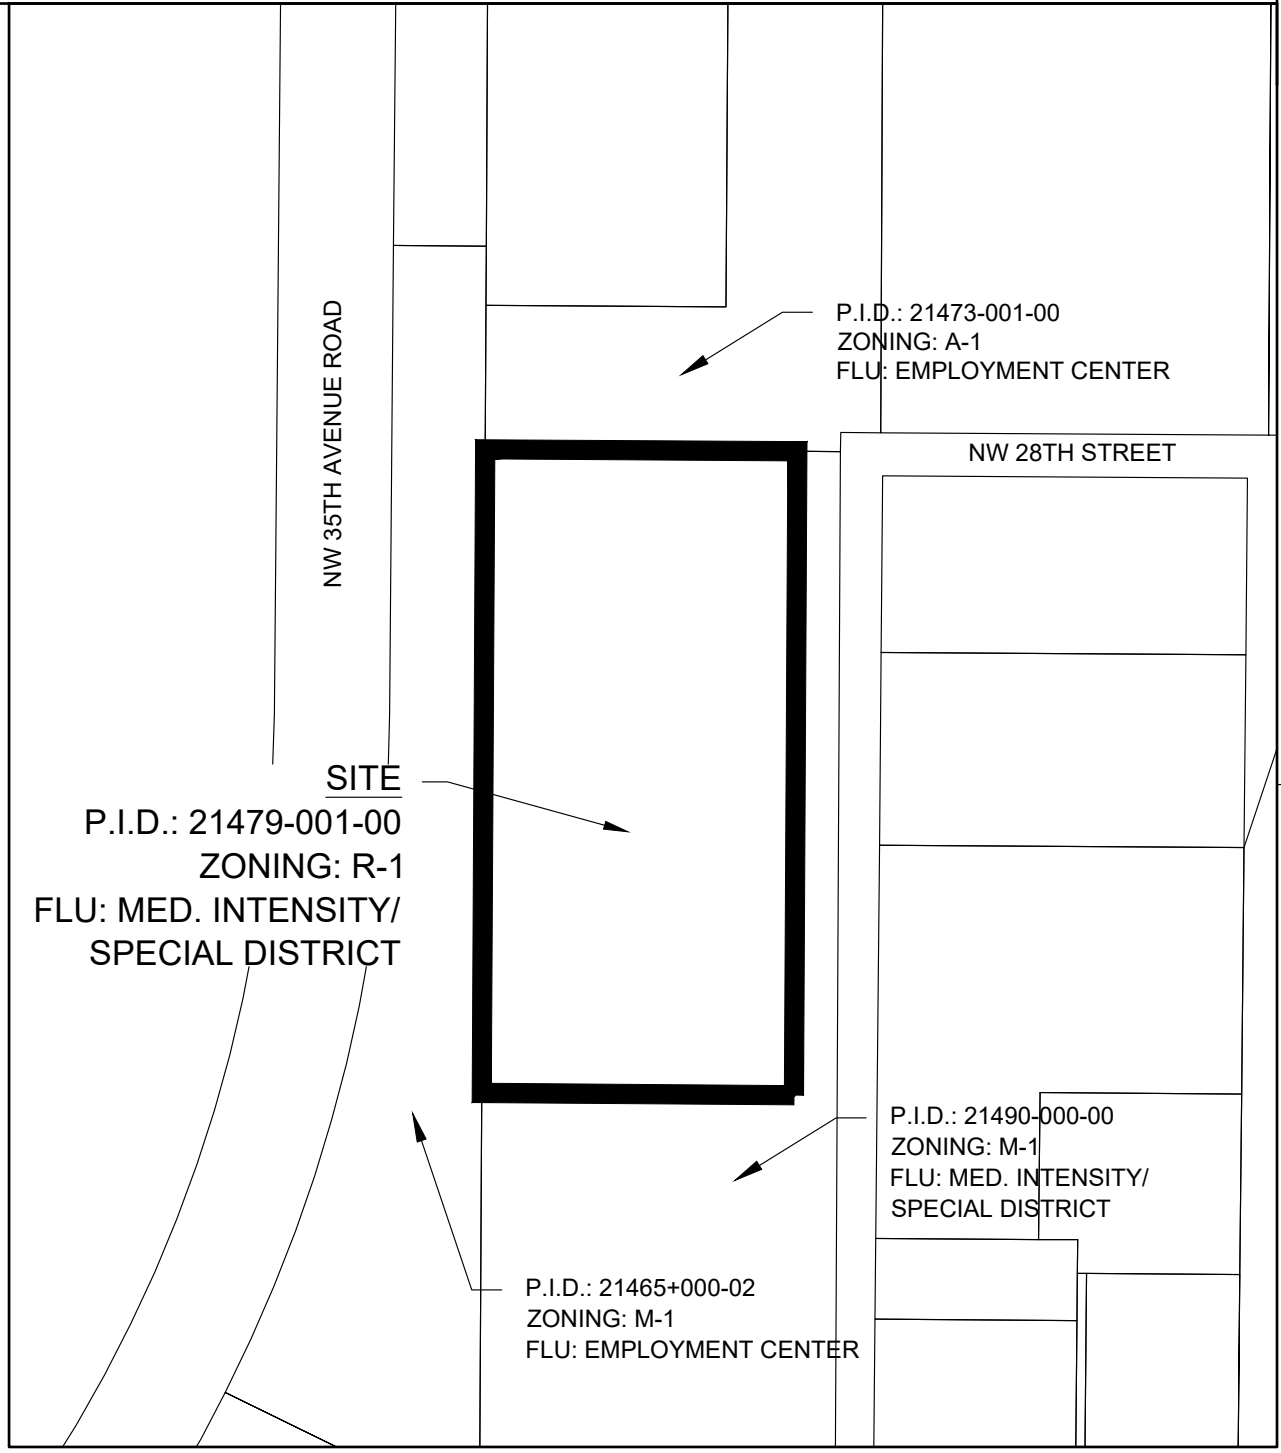 P.I.D.: 21473-001-00
ZONING: A-1
FLU: EMPLOYMENT CENTER
NW 35TH AVENUE ROAD
NW 28TH STREET
SITE
P.I.D.: 21479-001-00
ZONING: R-1
FLU: MED. INTENSITY/
SPECIAL DISTRICT
P.I.D.: 21490-000-00
ZONING: M-1
FLU: MED. INTENSITY/
SPECIAL DISTRICT
P.I.D.: 21465+000-02
ZONING: M-1
FLU: EMPLOYMENT CENTER